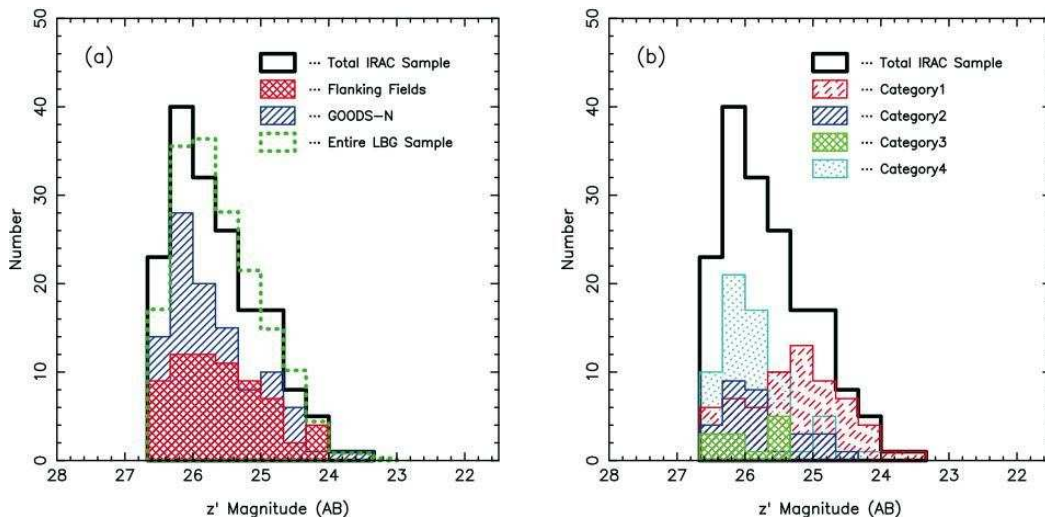 50
40
30
20
10
0
Number
(a)
··· Total IRAC Sample
··· Flanking Fields
··· GOODS-N
··· Entire LBG Sample
28 27 26 25 24 23 22
z' Magnitude (AB)
50
40
30
20
10
0
Number
(b)
··· Total IRAC Sample
··· Category1
··· Category2
··· Category3
··· Category4
28 27 26 25 24 23 22
z' Magnitude (AB)